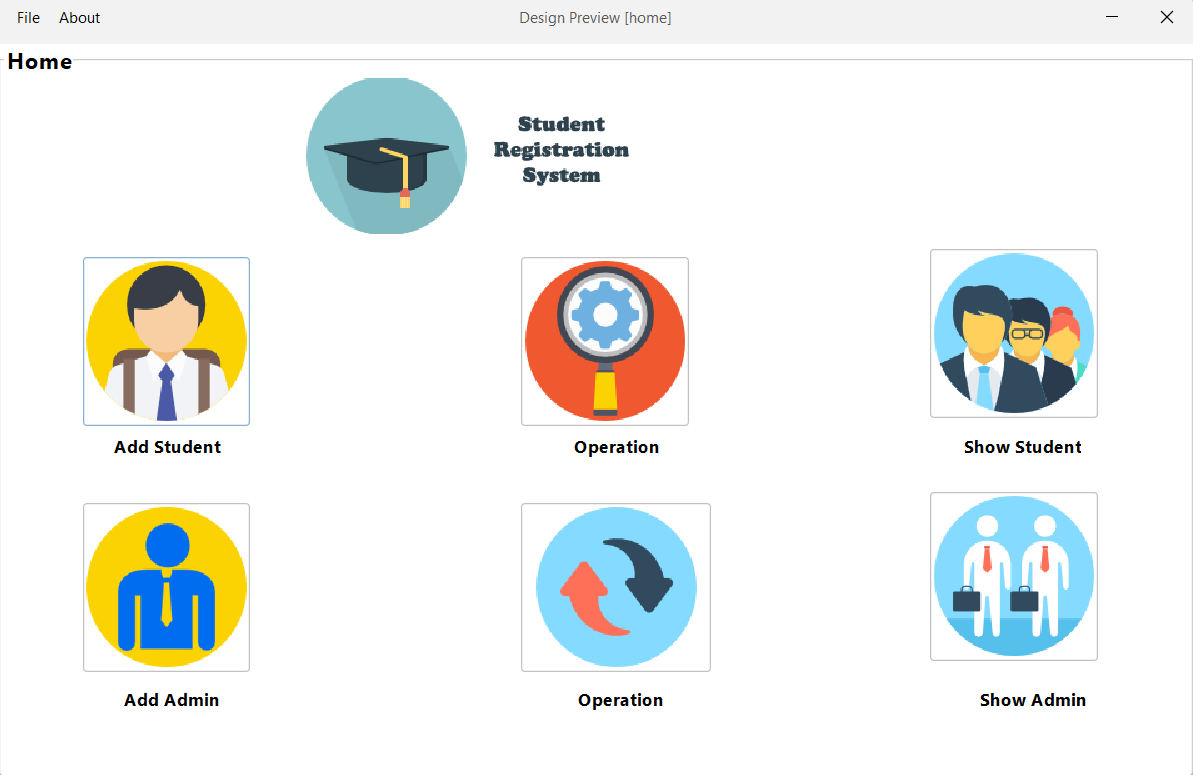 File About
Design Preview [home]
Home
Student
Registration
System
Add Student
Operation
Show Student
Add Admin
Operation
Show Admin